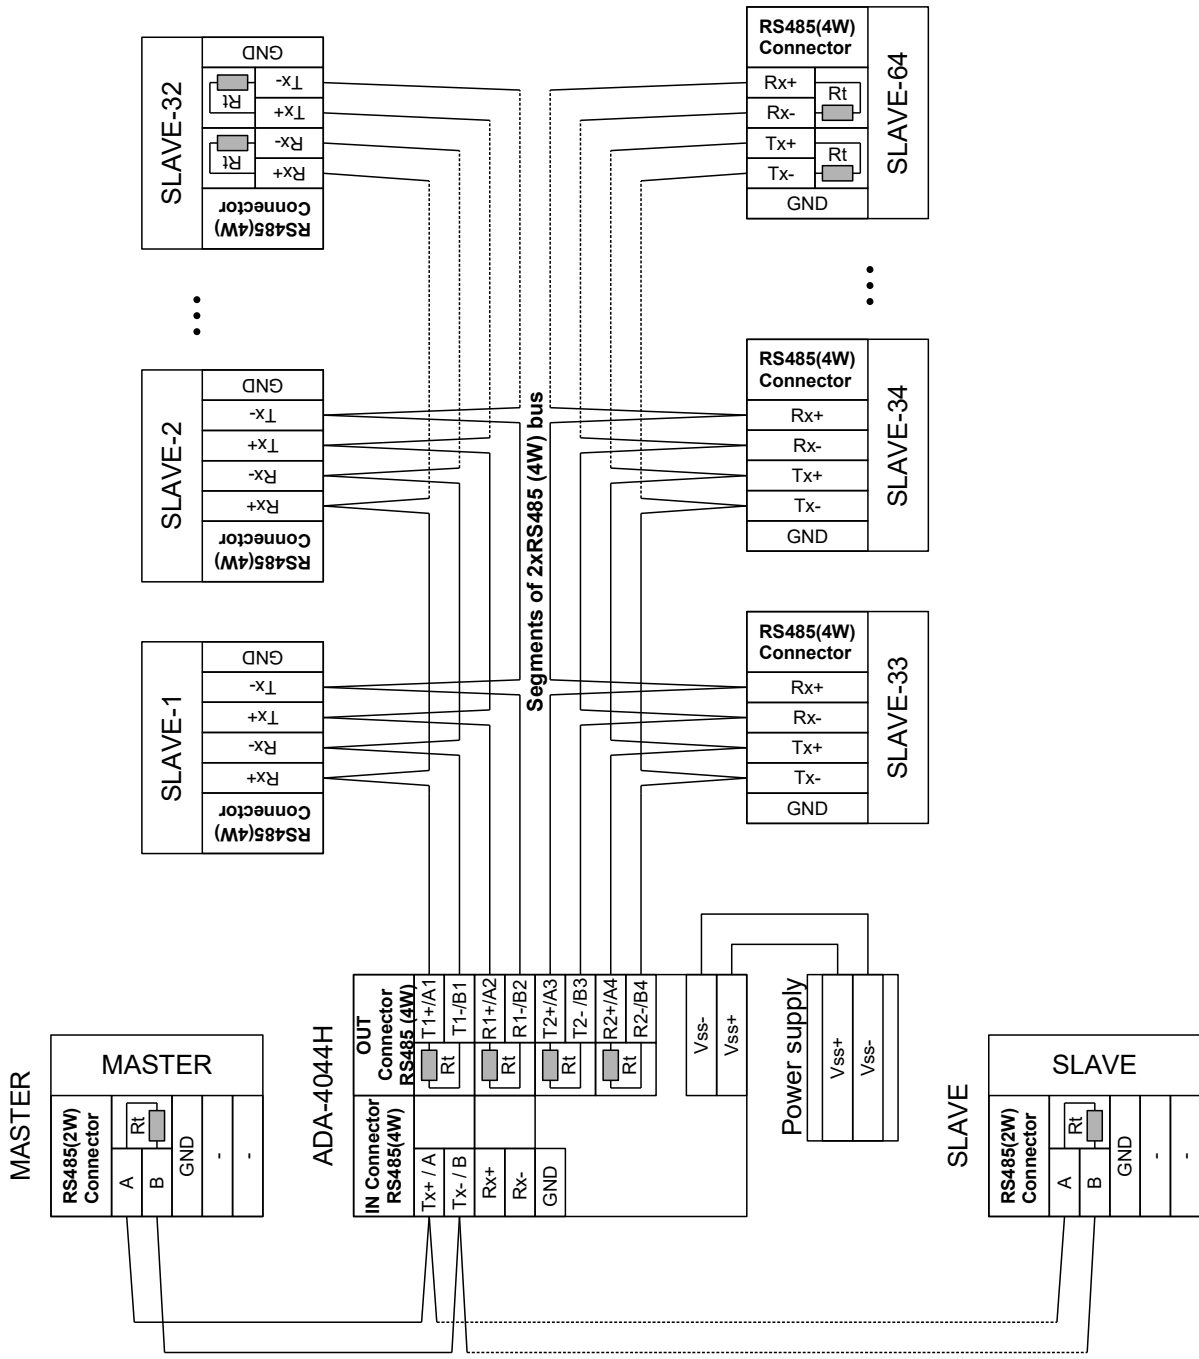 SLAVE-32
GND
Tx-
Tx+
Rx-
Rx+
Rt
Rt
RS485(4W)
Connector
SLAVE-2
GND
Tx-
Tx+
Rx-
Rx+
RS485(4W)
Connector
SLAVE-1
GND
Tx-
Tx+
Rx-
Rx+
RS485(4W)
Connector
Segments of 2xRS485 (4W) bus
RS485(4W)
Connector
Rx+
Rx-
Tx+
Tx-
GND
Rt
Rt
SLAVE-64
RS485(4W)
Connector
Rx+
Rx-
Tx+
Tx-
GND
SLAVE-34
RS485(4W)
Connector
Rx+
Rx-
Tx+
Tx-
GND
SLAVE-33
MASTER
MASTER
RS485(2W)
Connector
A
B
GND
-
-
Rt
ADA-4044H
OUT
Connector
RS485 (4W)
T1+/A1
T1-/B1
R1+/A2
R1-/B2
T2+/A3
T2- /B3
R2+/A4
R2-/B4
Rt
Rt
Rt
Rt
Vss-
Vss+
IN Connector
RS485(4W)
Tx+ / A
Tx- / B
Rx+
Rx-
GND
Power supply
Vss+
Vss-
SLAVE
SLAVE
RS485(2W)
Connector
A
B
GND
-
-
Rt